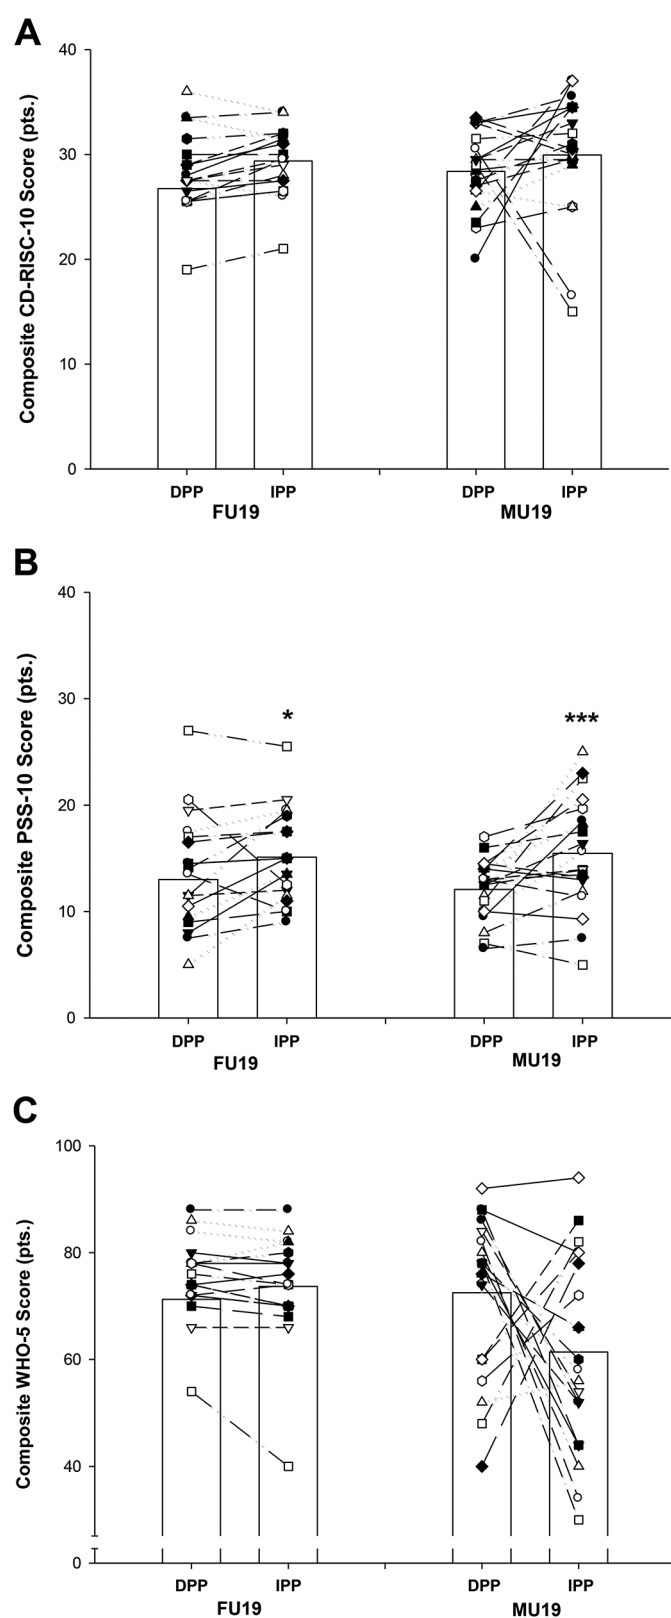 A
Composite CD-RISC-10 Score (pts.)
40
30
20
10
0
DPP IPP DPP IPP
FU19 MU19
B
Composite PSS-10 Score (pts.)
40
30
20
10
0
* ***
DPP IPP DPP IPP
FU19 MU19
C
Composite WHO-5 Score (pts.)
100
80
60
40
0
DPP IPP DPP IPP
FU19 MU19